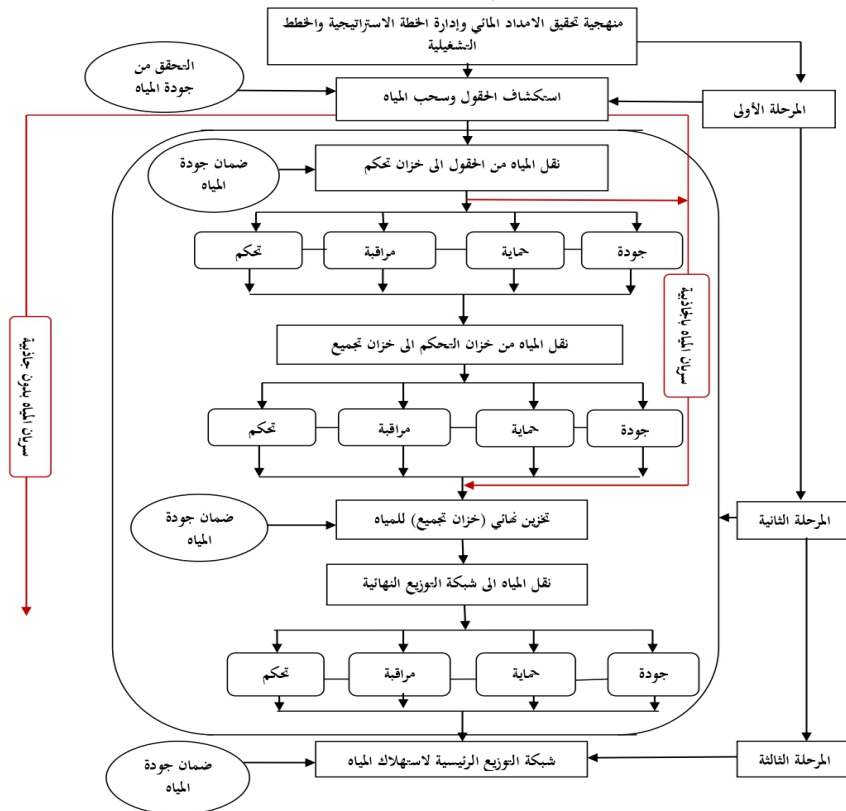 منهجية تحقيق الامداد المائي وإدارة الخطة الاستراتيجية والخطط
التشغيلية
التحقق من
جودة المياه
استكشاف الحقول وسحب المياه
المرحلة الأولى
ضمان جودة
المياه
نقل المياه من الحقول الى خزان تحكم
جودة
حماية
مراقبة
تحكم
سريان المياه بالجاذبية
سريان المياه بدون جاذبية
نقل المياه من خزان التحكم الى خزان تجميع
جودة
حماية
مراقبة
تحكم
المرحلة الثانية
تخزين نهائي (خزان تجميع) للمياه
ضمان جودة
المياه
نقل المياه الى شبكة التوزيع النهائية
جودة
حماية
مراقبة
تحكم
المرحلة الثالثة
شبكة التوزيع الرئيسية لاستهلاك المياه
ضمان جودة
المياه